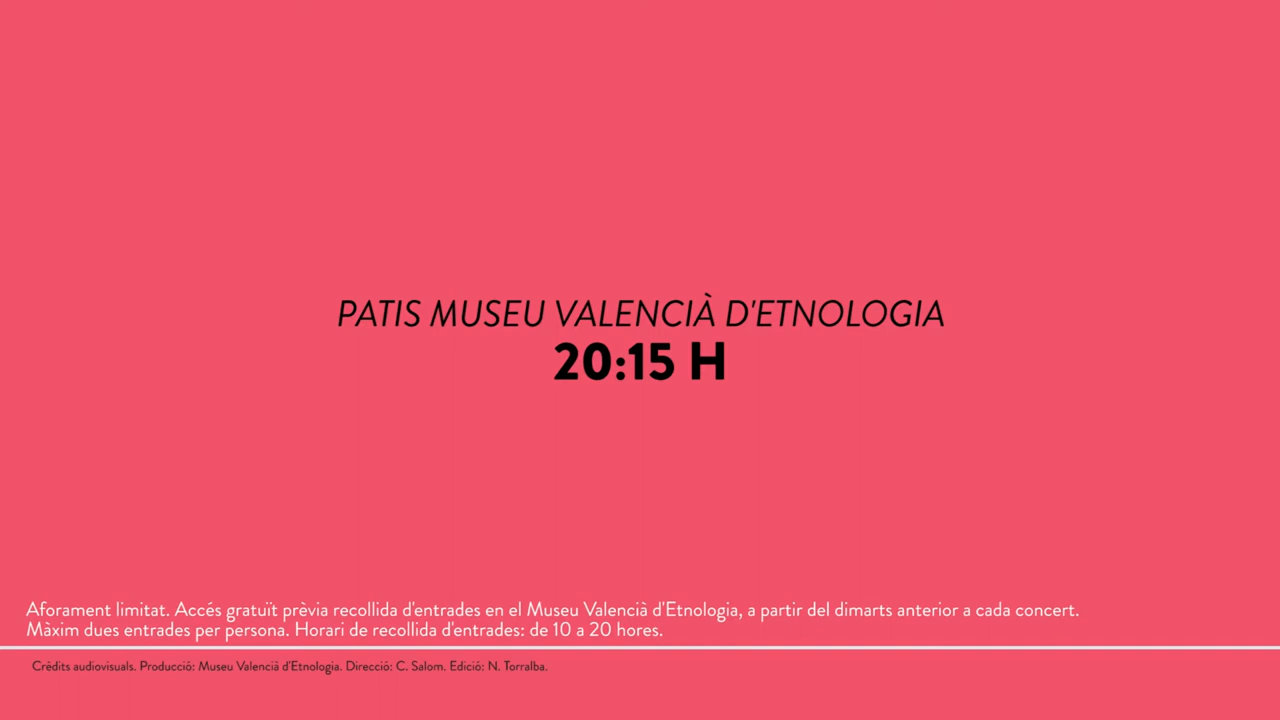 PATIS MUSEU VALENCIÀ D'ETNOLOGIA
20:15 H
Aforament limitat. Accés gratuït prèvia recollida d'entrades en el Museu Valencià d'Etnologia, a partir del dimarts anterior a cada concert.
Màxim dues entrades per persona. Horari de recollida d'entrades: de 10 a 20 hores.
Crèdits audiovisuals. Producció: Museu Valencià d'Etnologia. Direcció: C. Salom. Edició: N. Torralba.